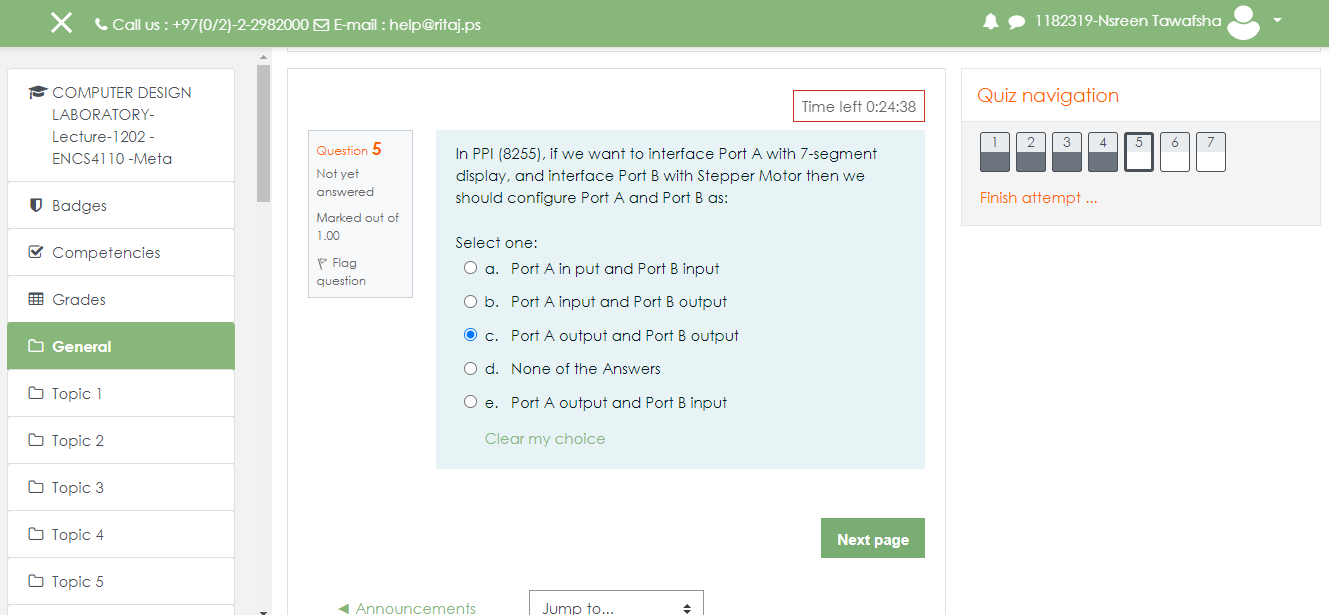 Call us : +97(0/2)-2-2982000 E-mail : help@ritaj.ps
1182319-Nsreen Tawafsha
COMPUTER DESIGN
LABORATORY-
Lecture-1202 -
ENCS4110 -Meta
Badges
Competencies
Grades
General
Topic 1
Topic 2
Topic 3
Topic 4
Topic 5
Time left 0:24:38
Question 5
Not yet
answered
Marked out of
1.00
Flag
question
In PPI (8255), if we want to interface Port A with 7-segment
display, and interface Port B with Stepper Motor then we
should configure Port A and Port B as:
Select one:
a. Port A in put and Port B input
b. Port A input and Port B output
c. Port A output and Port B output
d. None of the Answers
e. Port A output and Port B input
Clear my choice
Next page
◄ Announcements
Jump to...
Quiz navigation
1 2 3 4 5 6 7
Finish attempt ...